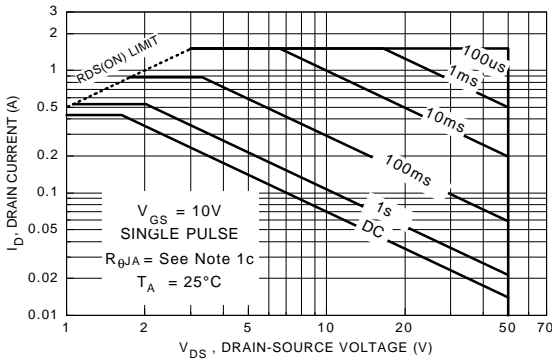 3
2
1
0.5
0.2
0.1
0.05
0.02
0.01
1
2
5
10
20
30
50
70
I_D, DRAIN CURRENT (A)
V_DS , DRAIN-SOURCE VOLTAGE (V)
RDS(ON) LIMIT
100us
1ms
10ms
100ms
1s
DC
V_GS = 10V
SINGLE PULSE
R_θJA = See Note 1c
T_A = 25°C